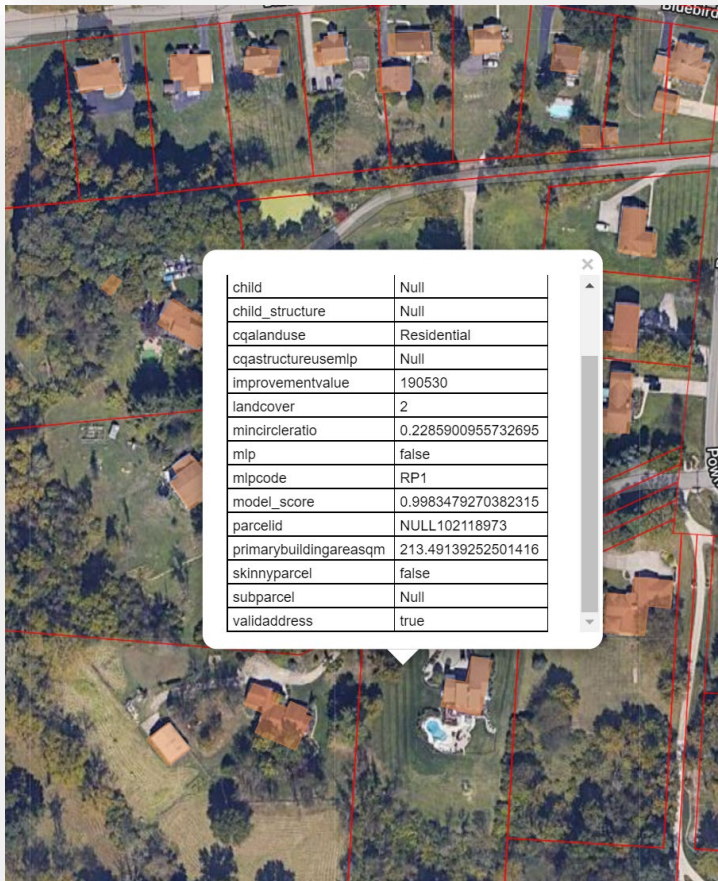 Bluebird
×
child Null
child_structure Null
cqalanduse Residential
cqastructureusemlp Null
improvementvalue 190530
landcover 2
mincircleratio 0.2285900955732695
mlp false
mlpcode RP1
model_score 0.9983479270382315
parcelid NULL102118973
primarybuildingareasqm 213.49139252501416
skinnyparcel false
subparcel Null
validaddress true